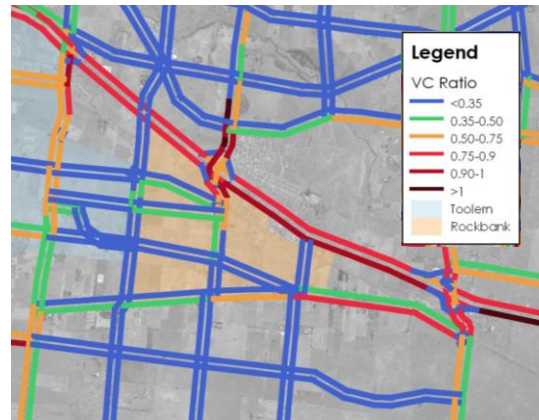 Legend
VC Ratio
<0.35
0.35-0.50
0.50-0.75
0.75-0.9
0.90-1
>1
Toolern
Rockbank